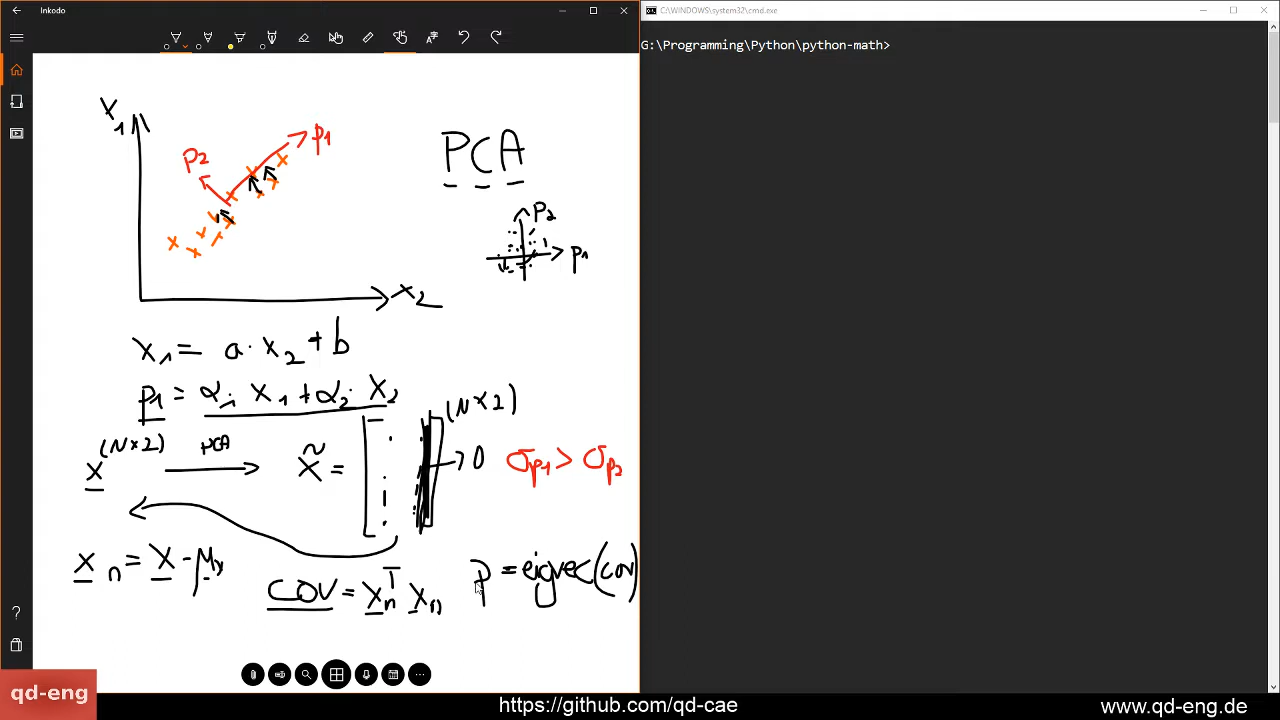 Inkodo
C:\WINDOWS\system32\cmd.exe
G:\Programming\Python\python-math>
x1
p1
p2
PCA
p2
p1
x2
x1 = a · x2 + b
p1 = α1 x1 + α2 x2
(N×2)
x(N×2) PCA x̃ = → 0 σp1 > σp2
xn = x - μx
COV = xnT xn
p = eigvec(cov)
qd-eng
https://github.com/qd-cae
www.qd-eng.de